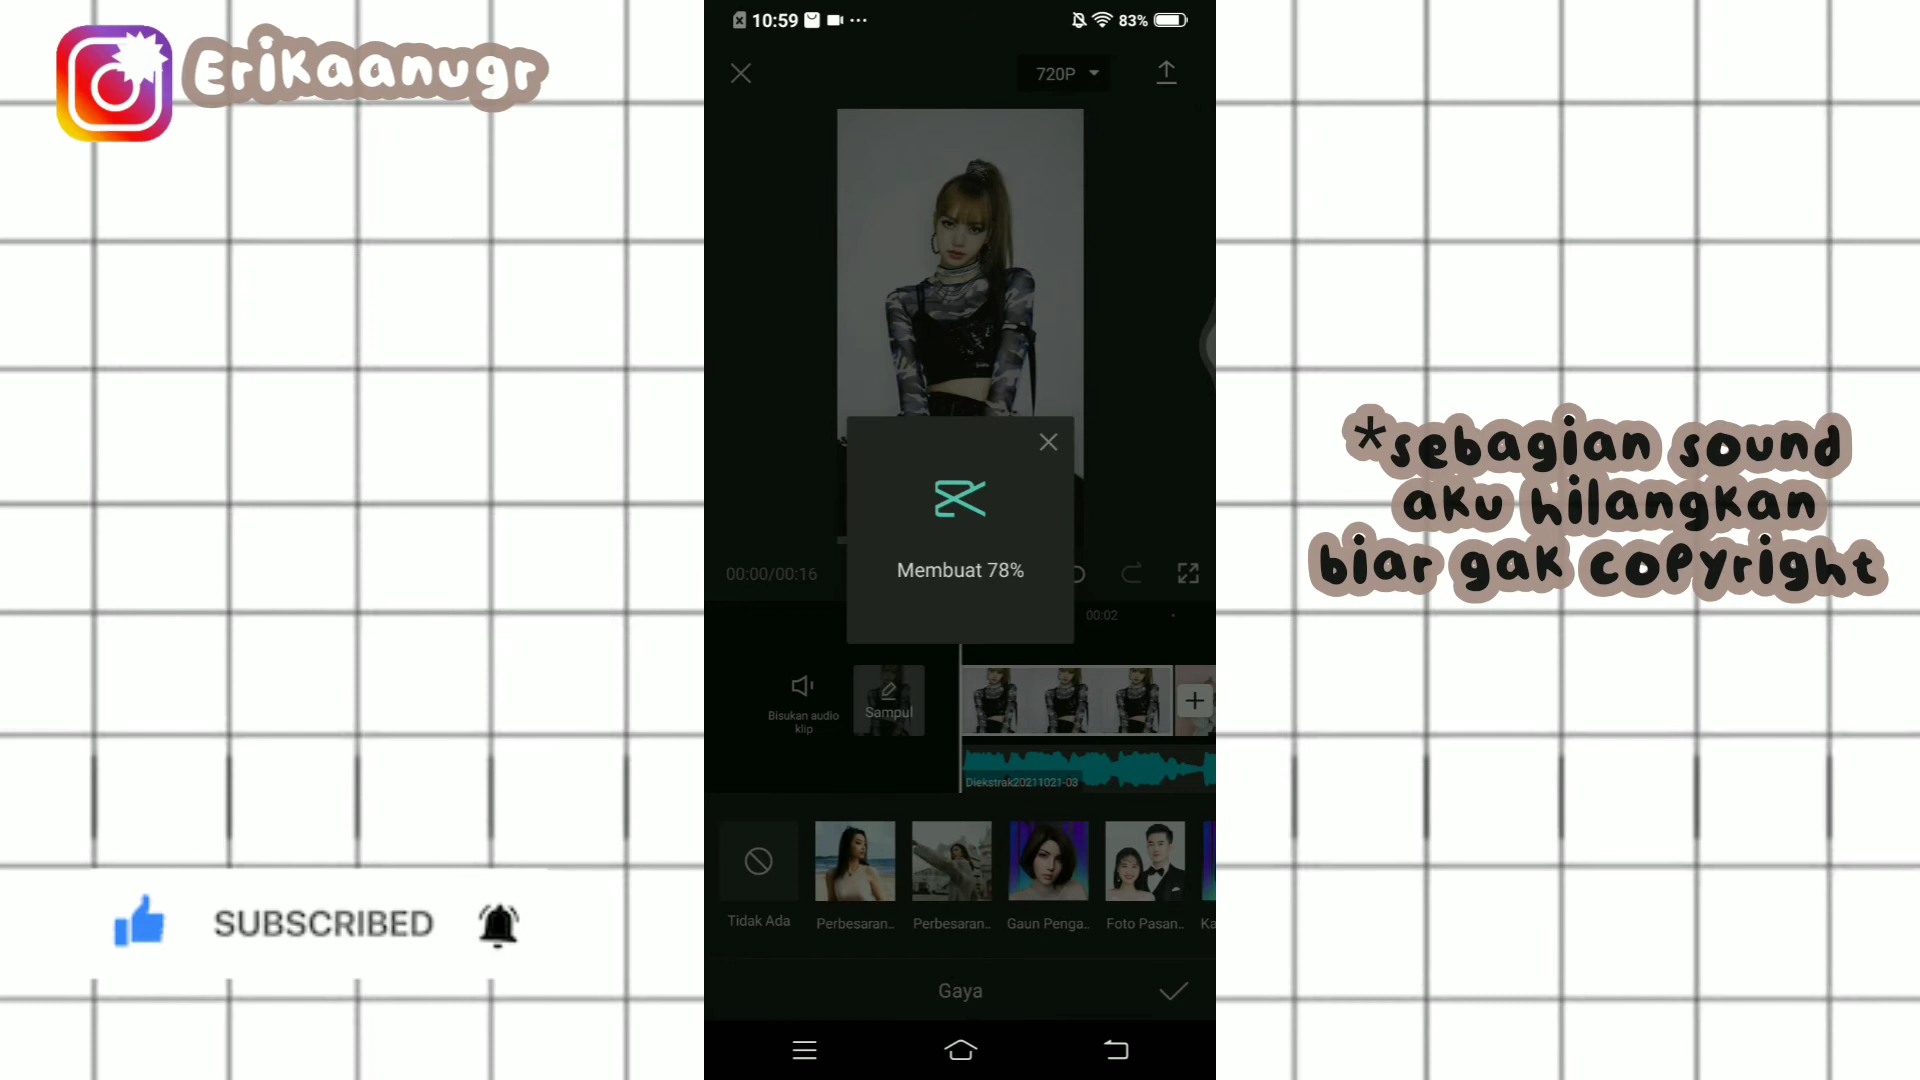 Erikaanugr
10:59
83%
720P
Membuat 78%
00:00/00:16
00:02
Bisukan audio
klip
Sampul
Diekstrak20211021-03
Tidak Ada
Perbesaran..
Perbesaran..
Gaun Penga..
Foto Pasan..
Ka
Gaya
*sebagian sound
aku hilangkan
biar gak copyright
SUBSCRIBED